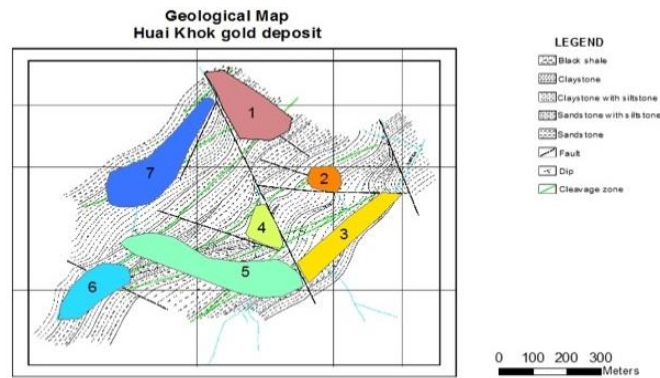 Geological Map
Huai Khok gold deposit
1
2
7
3
4
5
6
LEGEND
Black shale
Claystone
Claystone with siltstone
Sandstone with siltstone
Sandstone
Fault
Dip
Cleavage zone
0 100 200 300
Meters